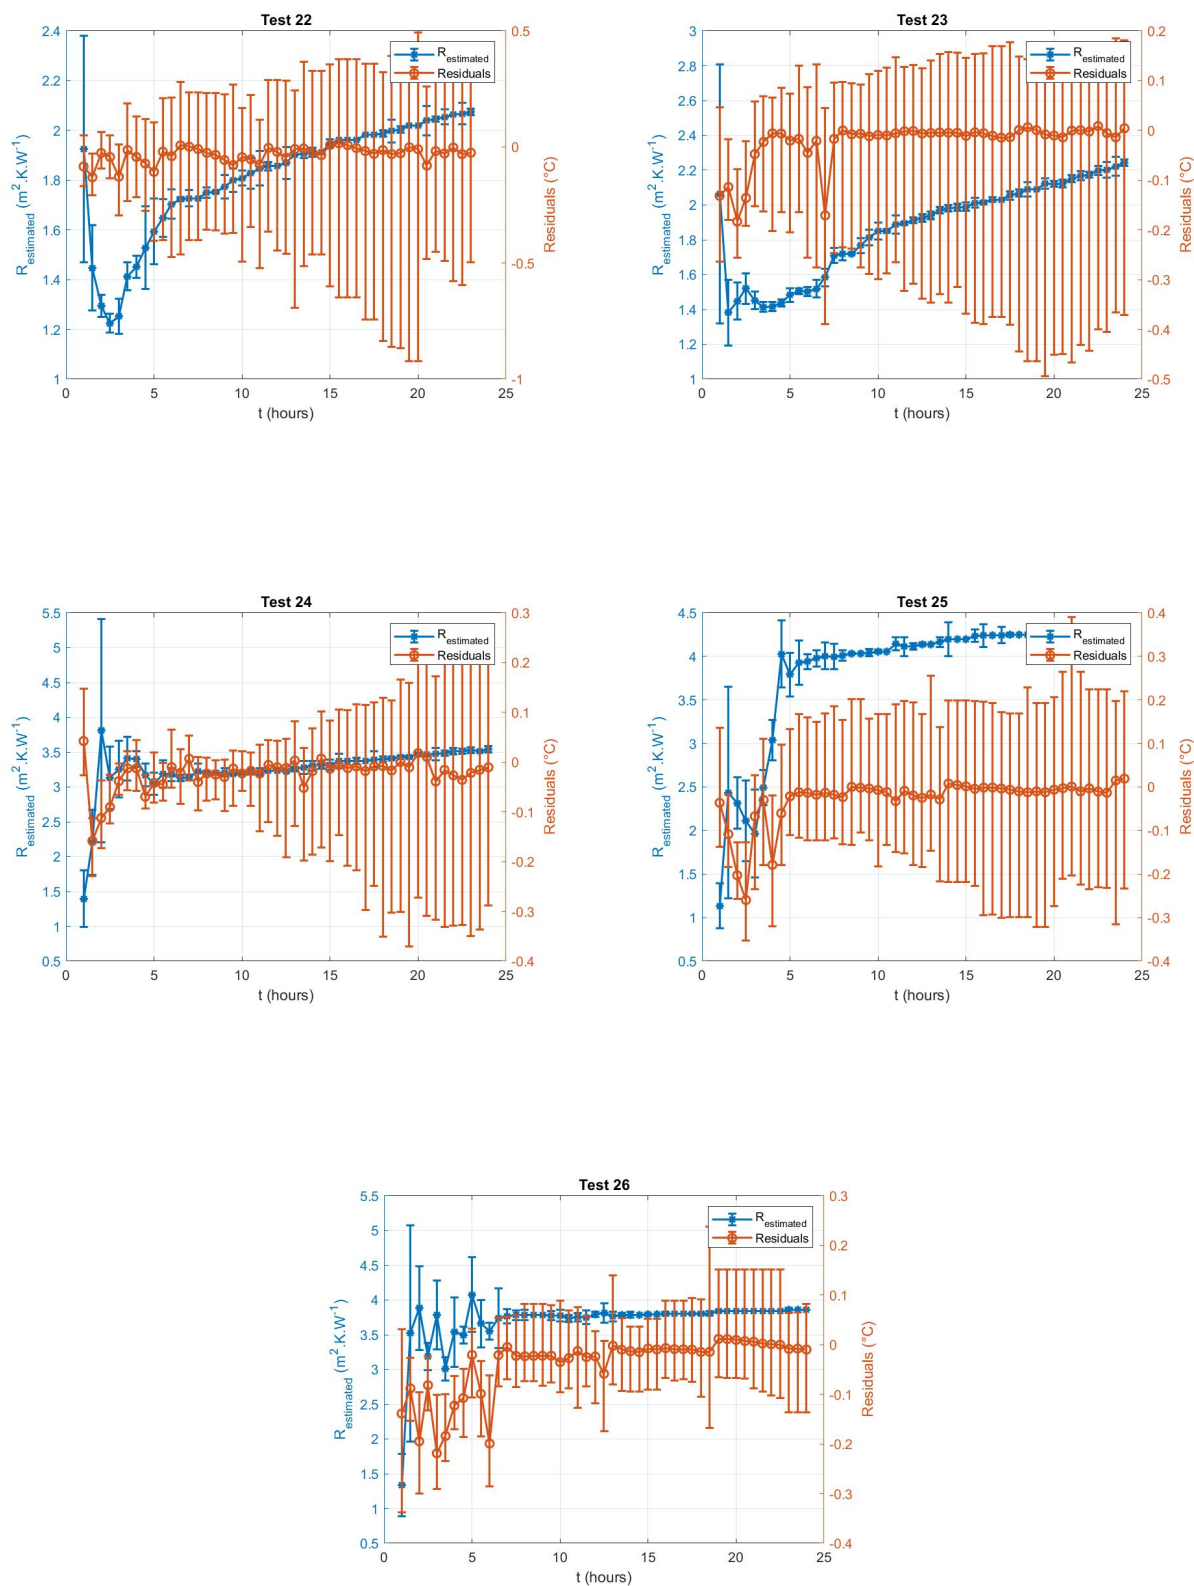 Test 22
2.4
2.2
2
1.8
1.6
1.4
1.2
1
R_estimated (m².K.W⁻¹)
0.5
0
-0.5
-1
Residuals (°C)
R_estimated
Residuals
0 5 10 15 20 25
t (hours)
Test 23
3
2.8
2.6
2.4
2.2
2
1.8
1.6
1.4
1.2
1
R_estimated (m².K.W⁻¹)
0.2
0.1
0
-0.1
-0.2
-0.3
-0.4
-0.5
Residuals (°C)
R_estimated
Residuals
0 5 10 15 20 25
t (hours)
Test 24
5.5
5
4.5
4
3.5
3
2.5
2
1.5
1
0.5
R_estimated (m².K.W⁻¹)
0.3
0.2
0.1
0
-0.1
-0.2
-0.3
-0.4
Residuals (°C)
R_estimated
Residuals
0 5 10 15 20 25
t (hours)
Test 25
4.5
4
3.5
3
2.5
2
1.5
1
0.5
R_estimated (m².K.W⁻¹)
0.4
0.3
0.2
0.1
0
-0.1
-0.2
-0.3
-0.4
Residuals (°C)
R_estimated
Residuals
0 5 10 15 20 25
t (hours)
Test 26
5.5
5
4.5
4
3.5
3
2.5
2
1.5
1
0.5
R_estimated (m².K.W⁻¹)
0.3
0.2
0.1
0
-0.1
-0.2
-0.3
-0.4
Residuals (°C)
R_estimated
Residuals
0 5 10 15 20 25
t (hours)